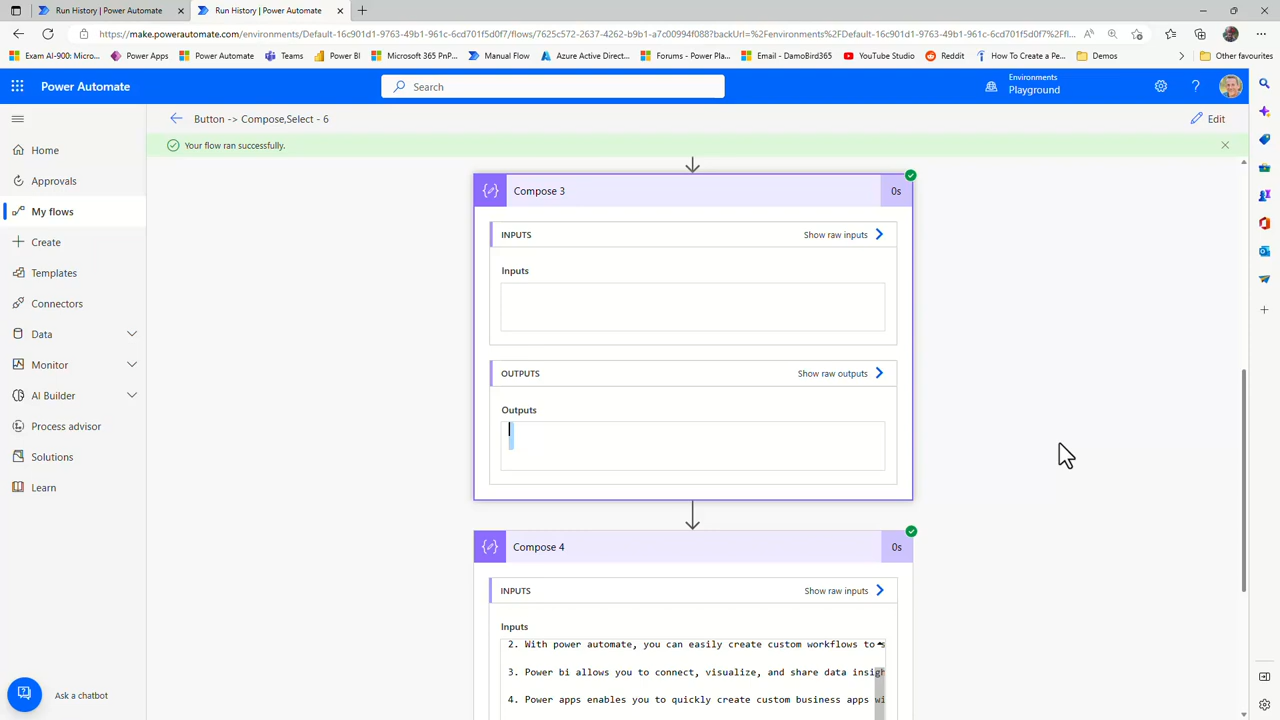 Run History | Power Automate
Run History | Power Automate
https://make.powerautomate.com/environments/Default-16c901d1-9763-49b1-961c-6cd701f5d0f7/flows/7625c572-2637-4262-b9b1-a7c00994f088?backUrl=%2Fenvironments%2FDefault-16c901d1-9763-49b1-961c-6cd701f5d0f7%2Ffl...
Exam AI-900: Micro...
Power Apps
Power Automate
Teams
Power BI
Microsoft 365 PnP...
Manual Flow
Azure Active Direct...
Forums - Power Pla...
Email - DamoBird365
YouTube Studio
Reddit
How To Create a Pe...
Demos
Other favourites
Power Automate
Search
Environments
Playground
Button -> Compose,Select - 6
Edit
Your flow ran successfully.
Home
Approvals
My flows
Create
Templates
Connectors
Data
Monitor
AI Builder
Process advisor
Solutions
Learn
Ask a chatbot
Compose 3
0s
INPUTS
Show raw inputs
Inputs
OUTPUTS
Show raw outputs
Outputs
Compose 4
0s
INPUTS
Show raw inputs
Inputs
2. With power automate, you can easily create custom workflows to s
3. Power bi allows you to connect, visualize, and share data insigh
4. Power apps enables you to quickly create custom business apps wi